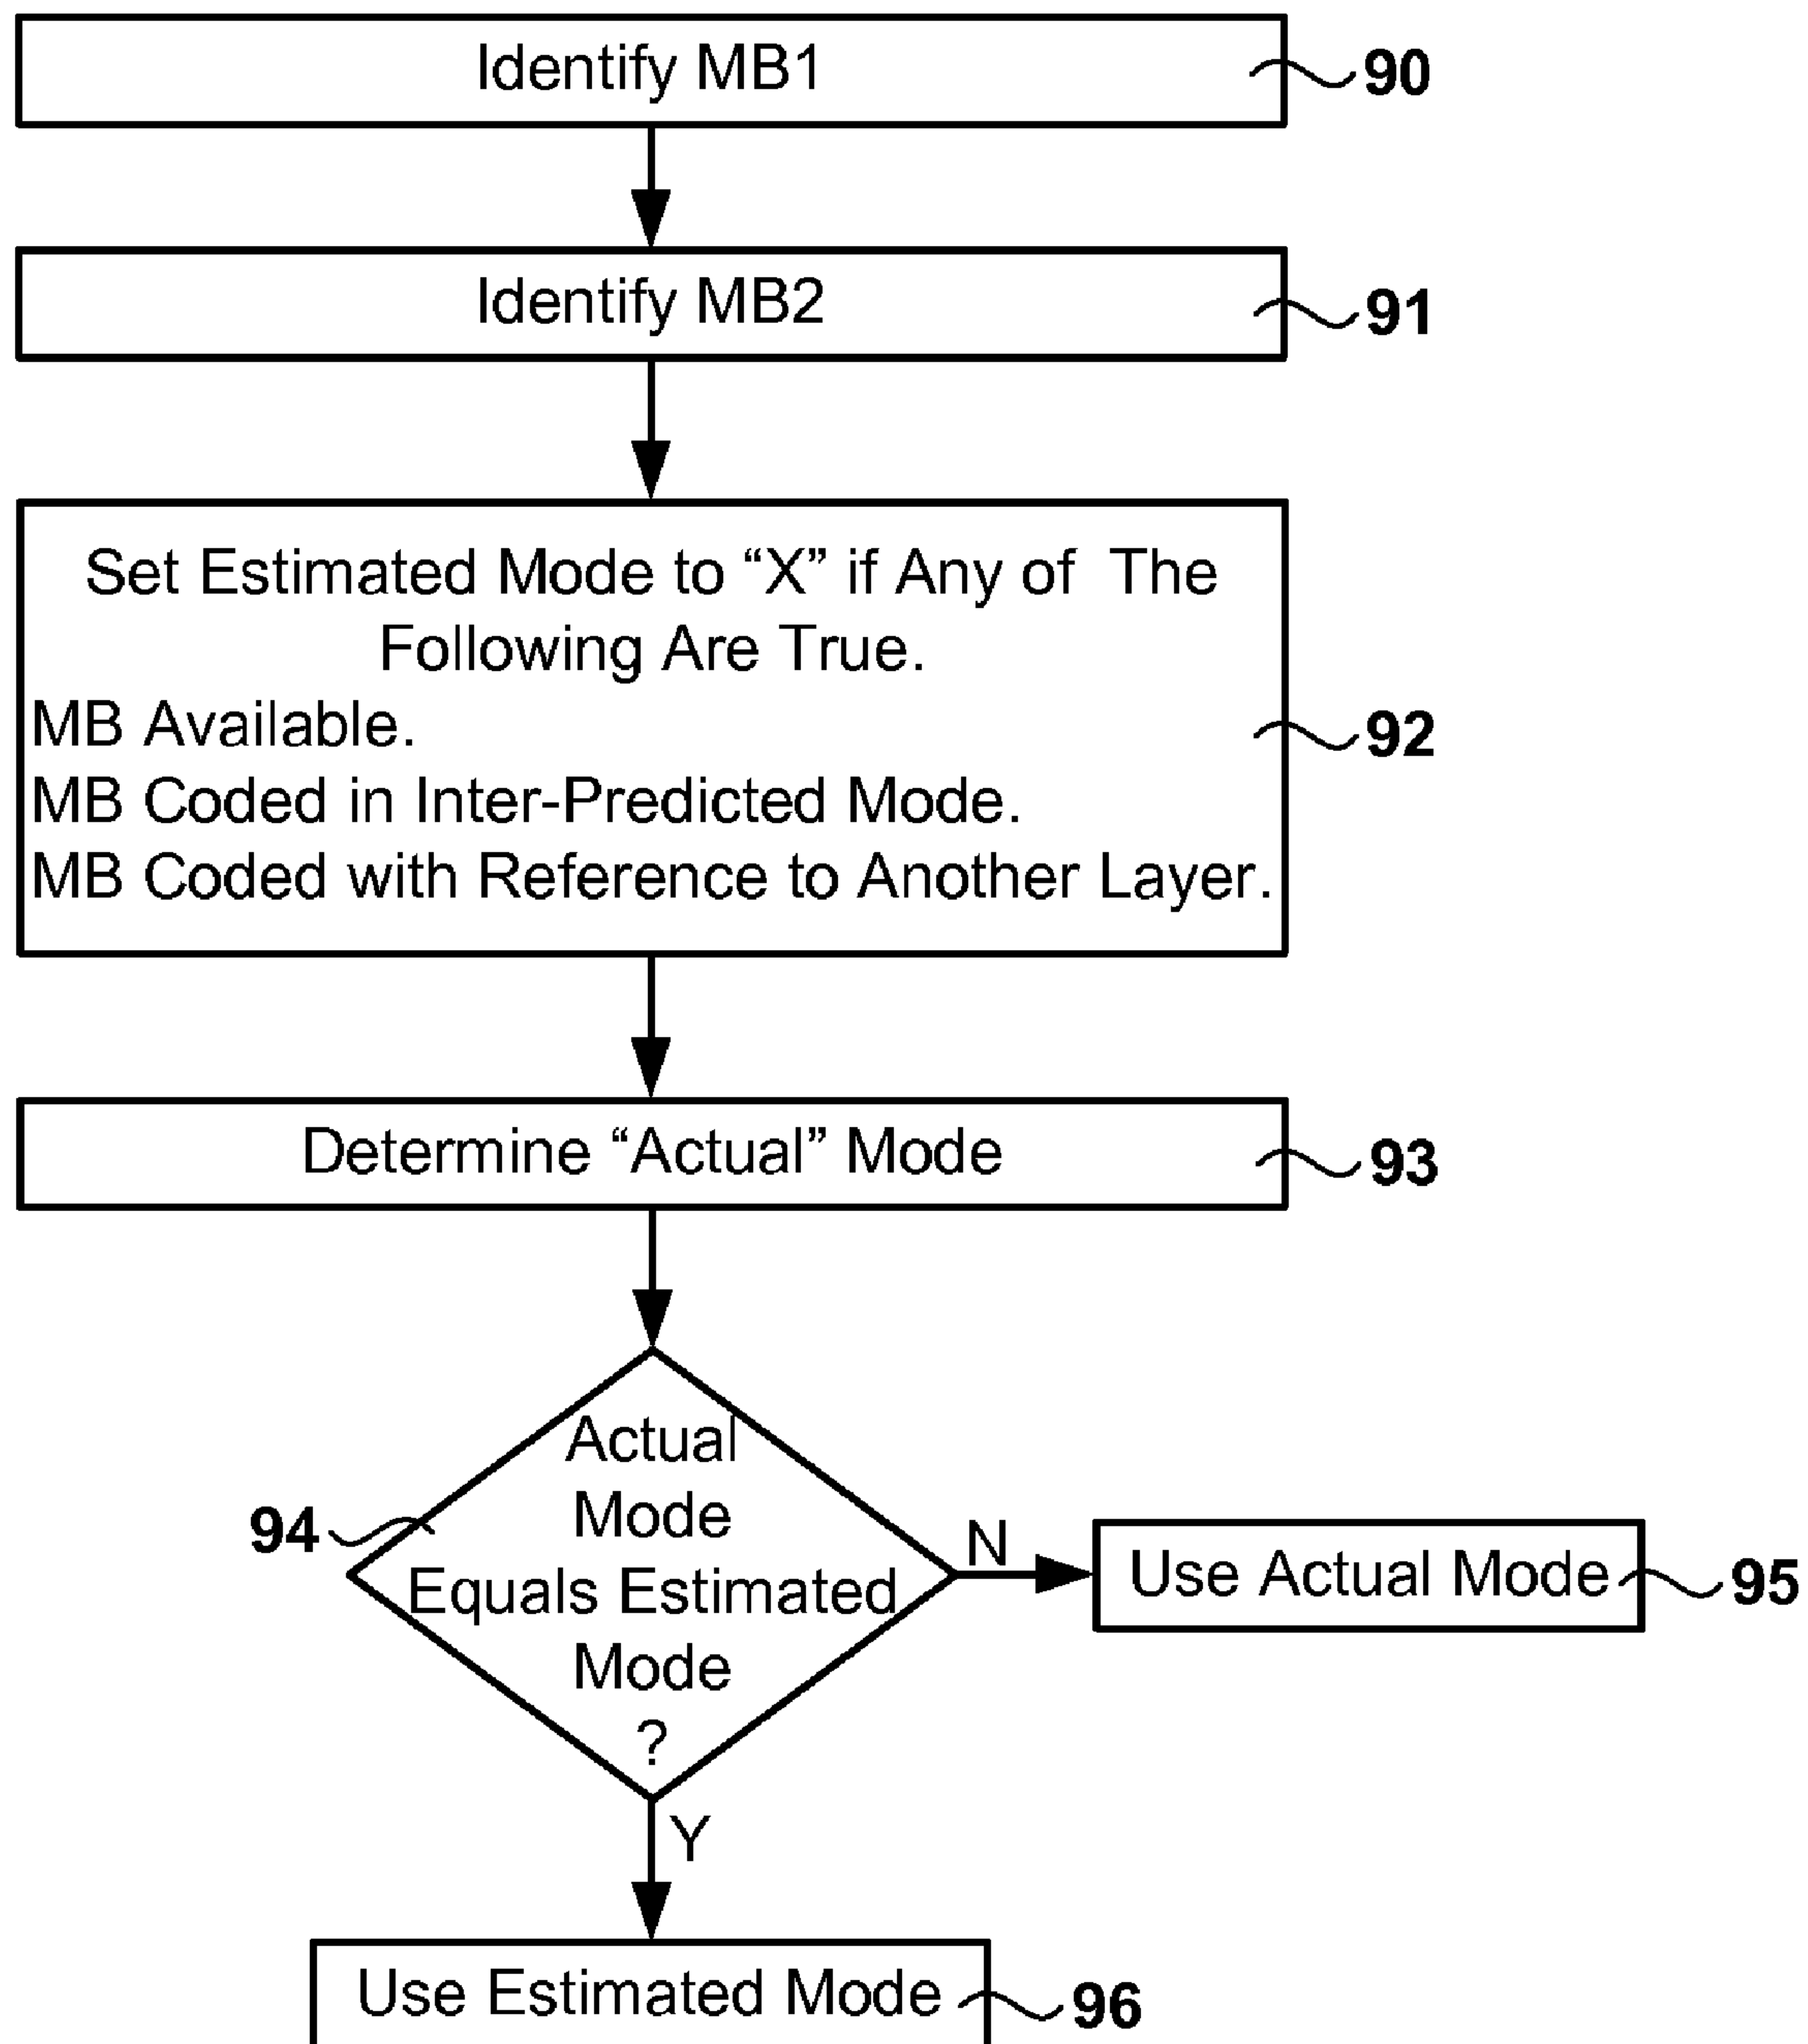 Identify MB1
90
Identify MB2
91
Set Estimated Mode to “X” if Any of The
Following Are True.
MB Available.
MB Coded in Inter-Predicted Mode.
MB Coded with Reference to Another Layer.
92
Determine “Actual” Mode
93
Actual
Mode
Equals Estimated
Mode
?
94
N
Use Actual Mode
95
Y
Use Estimated Mode
96